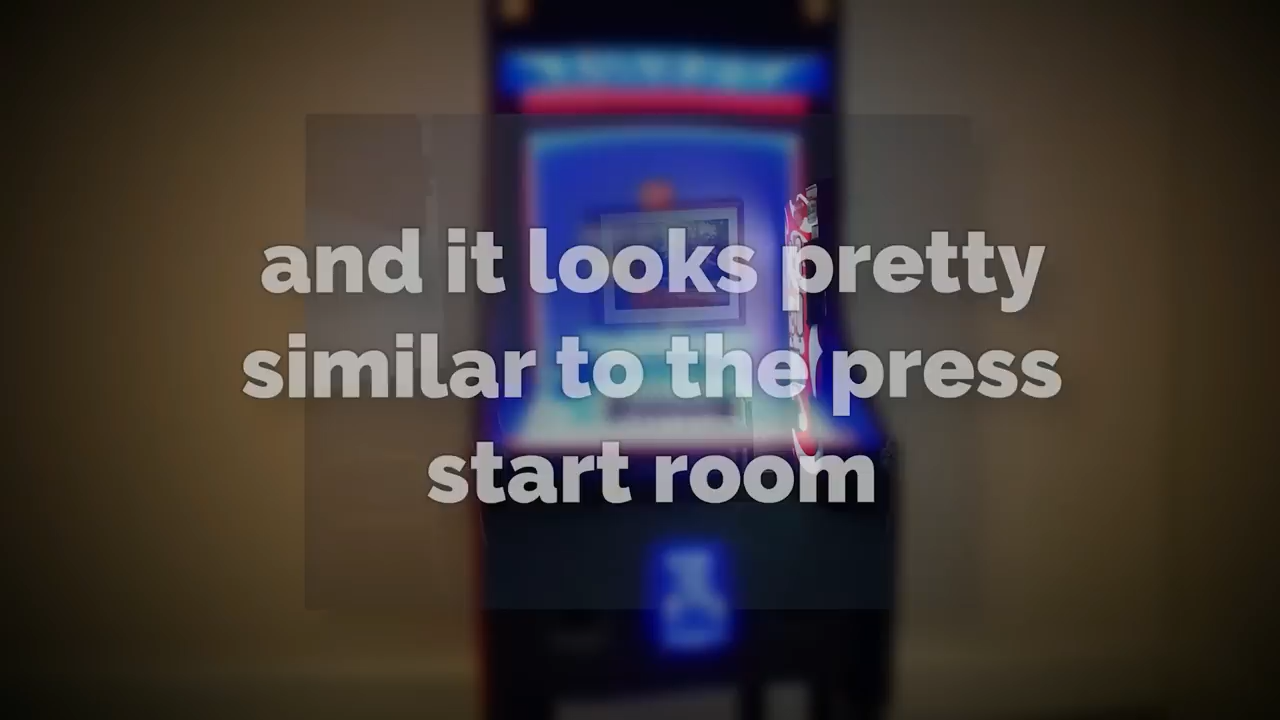 and it looks pretty
similar to the press
start room